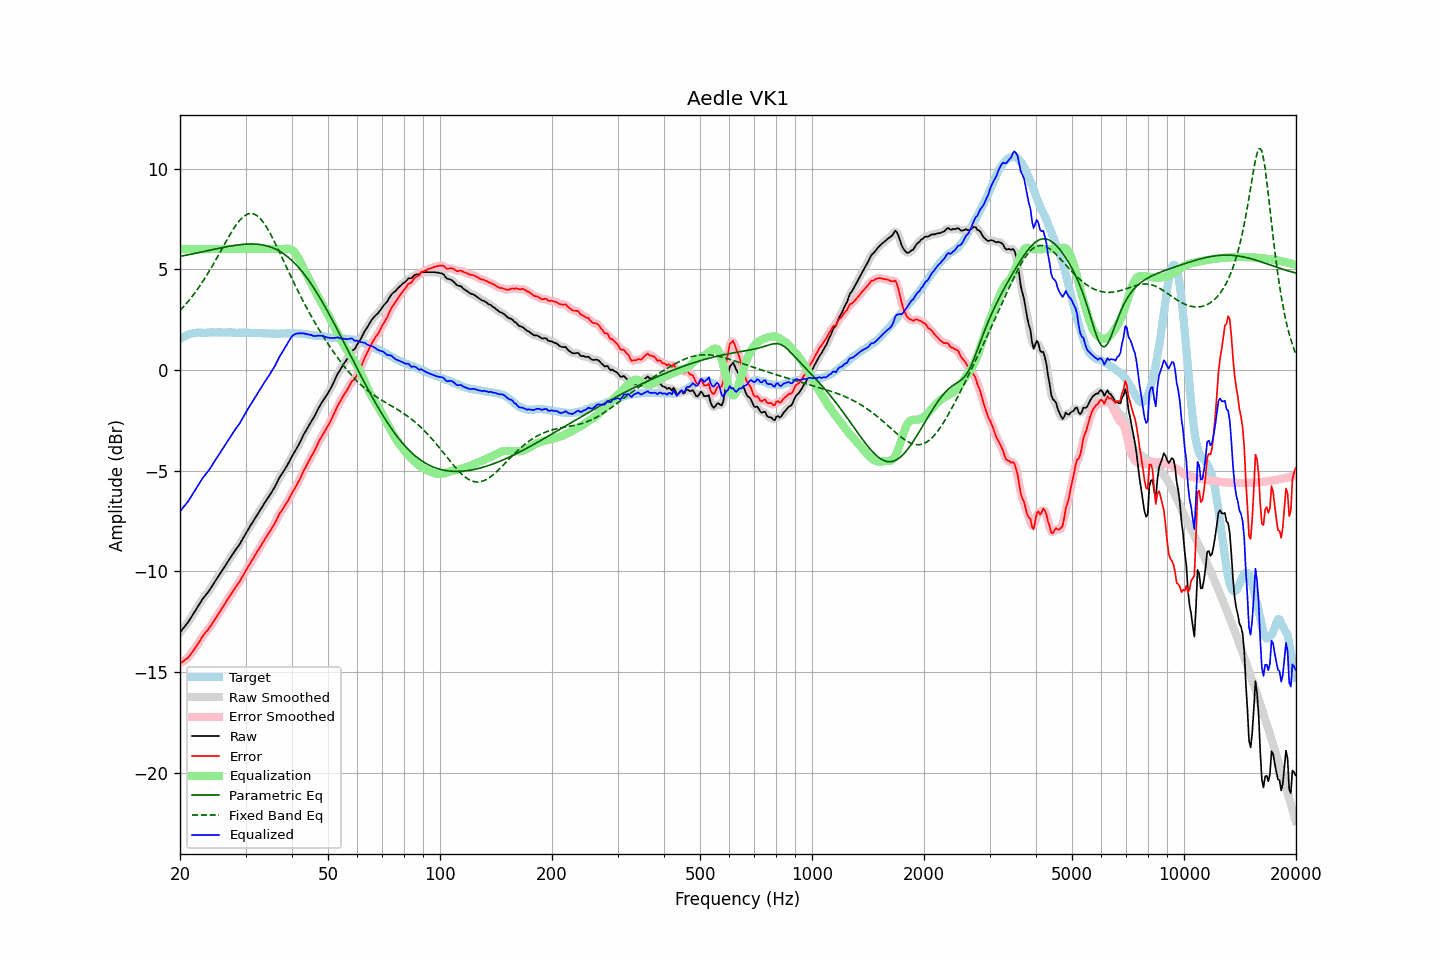 Aedle VK1
Amplitude (dBr)
10
5
0
−5
−10
−15
−20
Target
Raw Smoothed
Error Smoothed
Raw
Error
Equalization
Parametric Eq
Fixed Band Eq
Equalized
20 50 100 200 500 1000 2000 5000 10000 20000
Frequency (Hz)